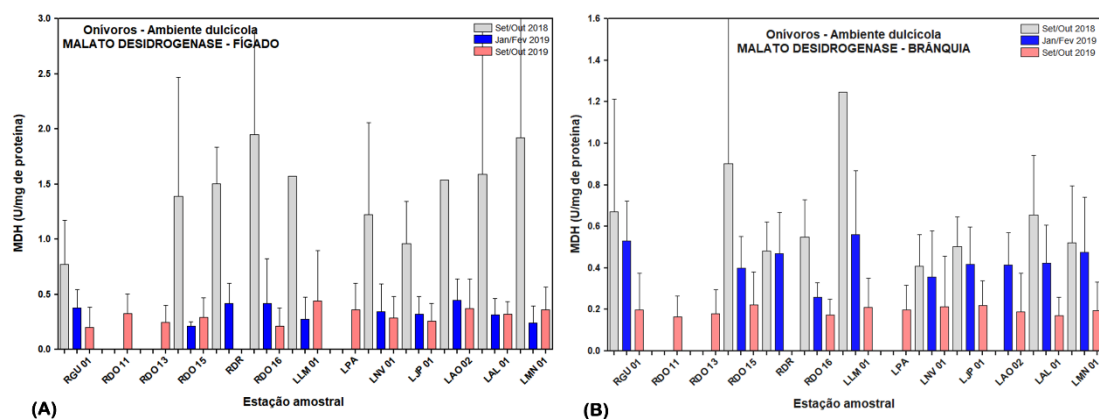 Onívoros - Ambiente dulcícola
MALATO DESIDROGENASE - FÍGADO
Set/Out 2018
Jan/Fev 2019
Set/Out 2019
MDH (U/mg de proteína)
3.0
2.5
2.0
1.5
1.0
0.5
0.0
RGU 01
RDO 11
RDO 13
RDO 15
RDR
RDO 16
LLM 01
LPA
LNV 01
LJP 01
LAO 02
LAL 01
LMN 01
Estação amostral
(A)
Onívoros - Ambiente dulcícola
MALATO DESIDROGENASE - BRÂNQUIA
Set/Out 2018
Jan/Fev 2019
Set/Out 2019
MDH (U/mg de proteína)
1.6
1.4
1.2
1.0
0.8
0.6
0.4
0.2
0.0
RGU 01
RDO 11
RDO 13
RDO 15
RDR
RDO 16
LLM 01
LPA
LNV 01
LJP 01
LAO 02
LAL 01
LMN 01
Estação amostral
(B)